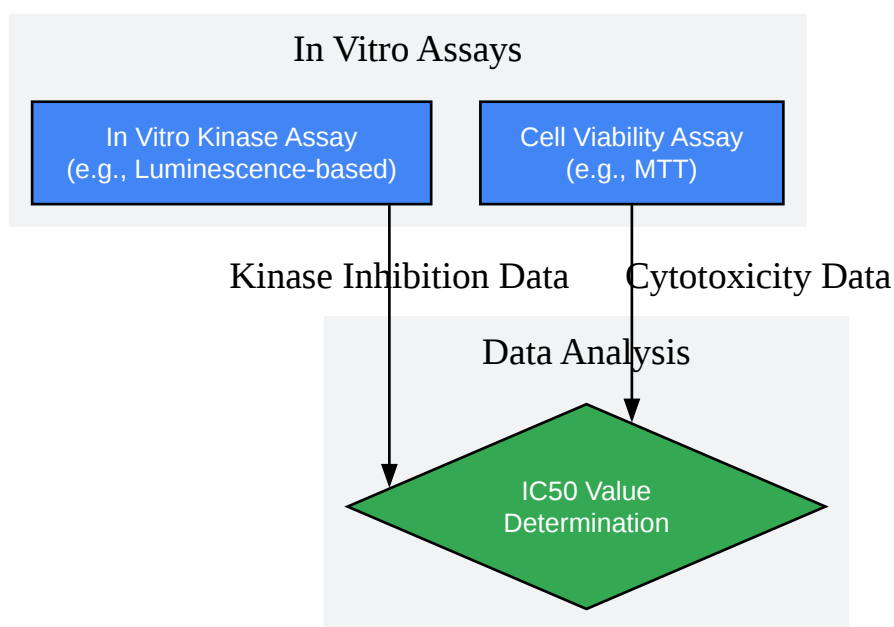 In Vitro Assays
In Vitro Kinase Assay
(e.g., Luminescence-based)
Cell Viability Assay
(e.g., MTT)
Kinase Inhibition Data
Cytotoxicity Data
Data Analysis
IC50 Value
Determination